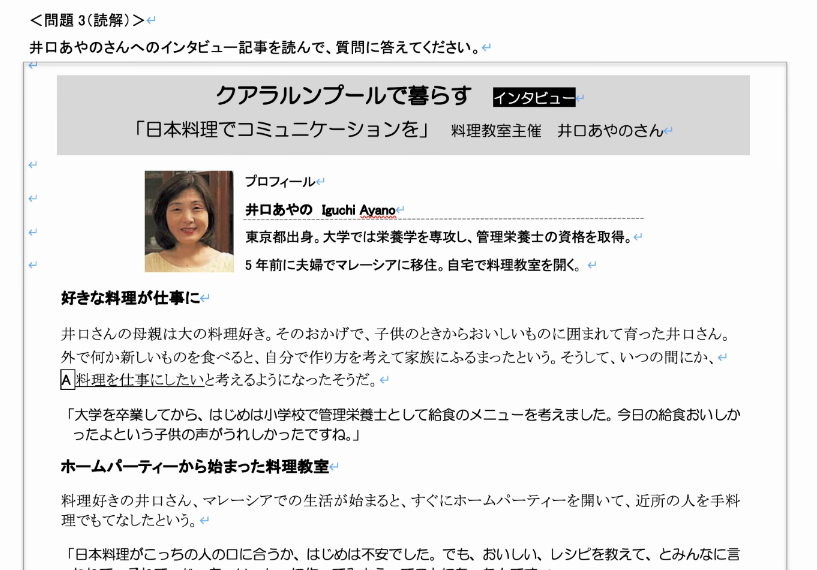 ＜問題 3（読解）＞
井口あやのさんへのインタビュー記事を読んで、質問に答えてください。
クアラルンプールで暮らす インタビュー
「日本料理でコミュニケーションを」 料理教室主催 井口あやのさん
プロフィール
井口あやの Iguchi Ayano
東京都出身。大学では栄養学を専攻し、管理栄養士の資格を取得。
5 年前に夫婦でマレーシアに移住。自宅で料理教室を開く。
好きな料理が仕事に
井口さんの母親は大の料理好き。そのおかげで、子供のときからおいしいものに囲まれて育った井口さん。
外で何か新しいものを食べると、自分で作り方を考えて家族にふるまったという。そうして、いつの間にか、
A 料理を仕事にしたいと考えるようになったそうだ。
「大学を卒業してから、はじめは小学校で管理栄養士として給食のメニューを考えました。今日の給食おいしか
ったよという子供の声がうれしかったですね。」
ホームパーティーから始まった料理教室
料理好きの井口さん、マレーシアでの生活が始まると、すぐにホームパーティーを開いて、近所の人を手料
理でもてなしたという。
「日本料理がこっちの人の口に合うか、はじめは不安でした。でも、おいしい、レシピを教えて、とみんなに言